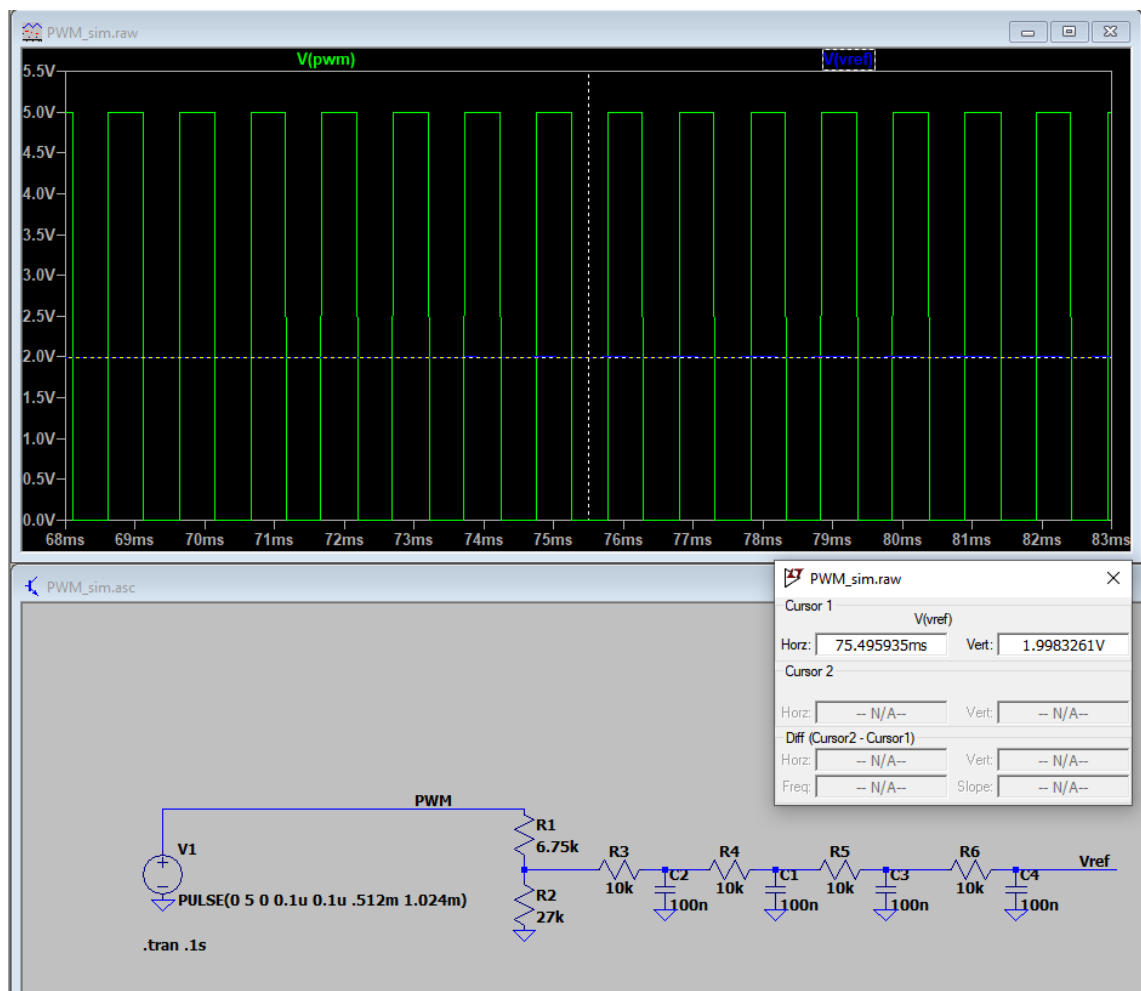 PWM_sim.raw
V(pwm) V(vref)
5.5V
5.0V
4.5V
4.0V
3.5V
3.0V
2.5V
2.0V
1.5V
1.0V
0.5V
0.0V
68ms 69ms 70ms 71ms 72ms 73ms 74ms 75ms 76ms 77ms 78ms 79ms 80ms 81ms 82ms 83ms
PWM_sim.asc
PWM_sim.raw
Cursor 1
V(vref)
Horz: 75.495935ms Vert: 1.9983261V
Cursor 2
Horz: -- N/A-- Vert: -- N/A--
Diff (Cursor2 - Cursor1)
Horz: -- N/A-- Vert: -- N/A--
Freq: -- N/A-- Slope: -- N/A--
PWM
V1
PULSE(0 5 0 0.1u 0.1u .512m 1.024m)
.tran .1s
R1
6.75k
R2
27k
R3
10k
C2
100n
R4
10k
C1
100n
R5
10k
C3
100n
R6
10k
C4
100n
Vref